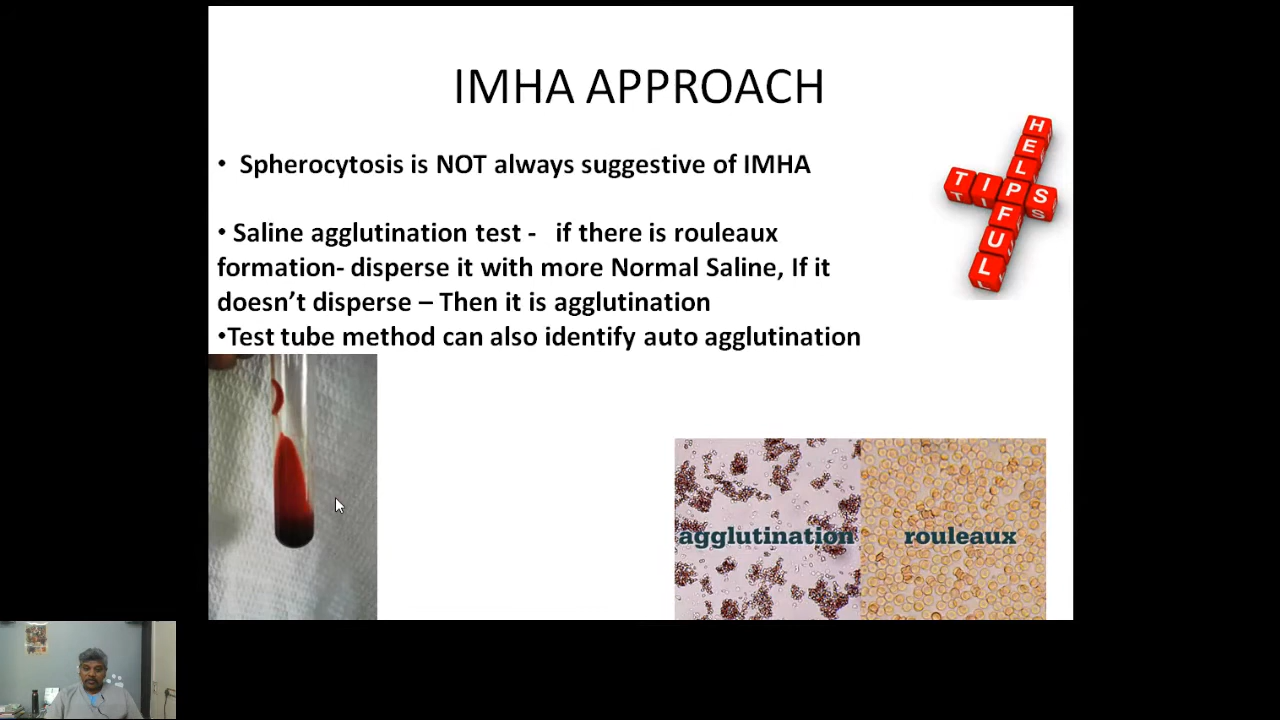 IMHA APPROACH
• Spherocytosis is NOT always suggestive of IMHA
• Saline agglutination test - if there is rouleaux
formation- disperse it with more Normal Saline, If it
doesn’t disperse – Then it is agglutination
•Test tube method can also identify auto agglutination
HELPFUL
TIPS
agglutination
rouleaux